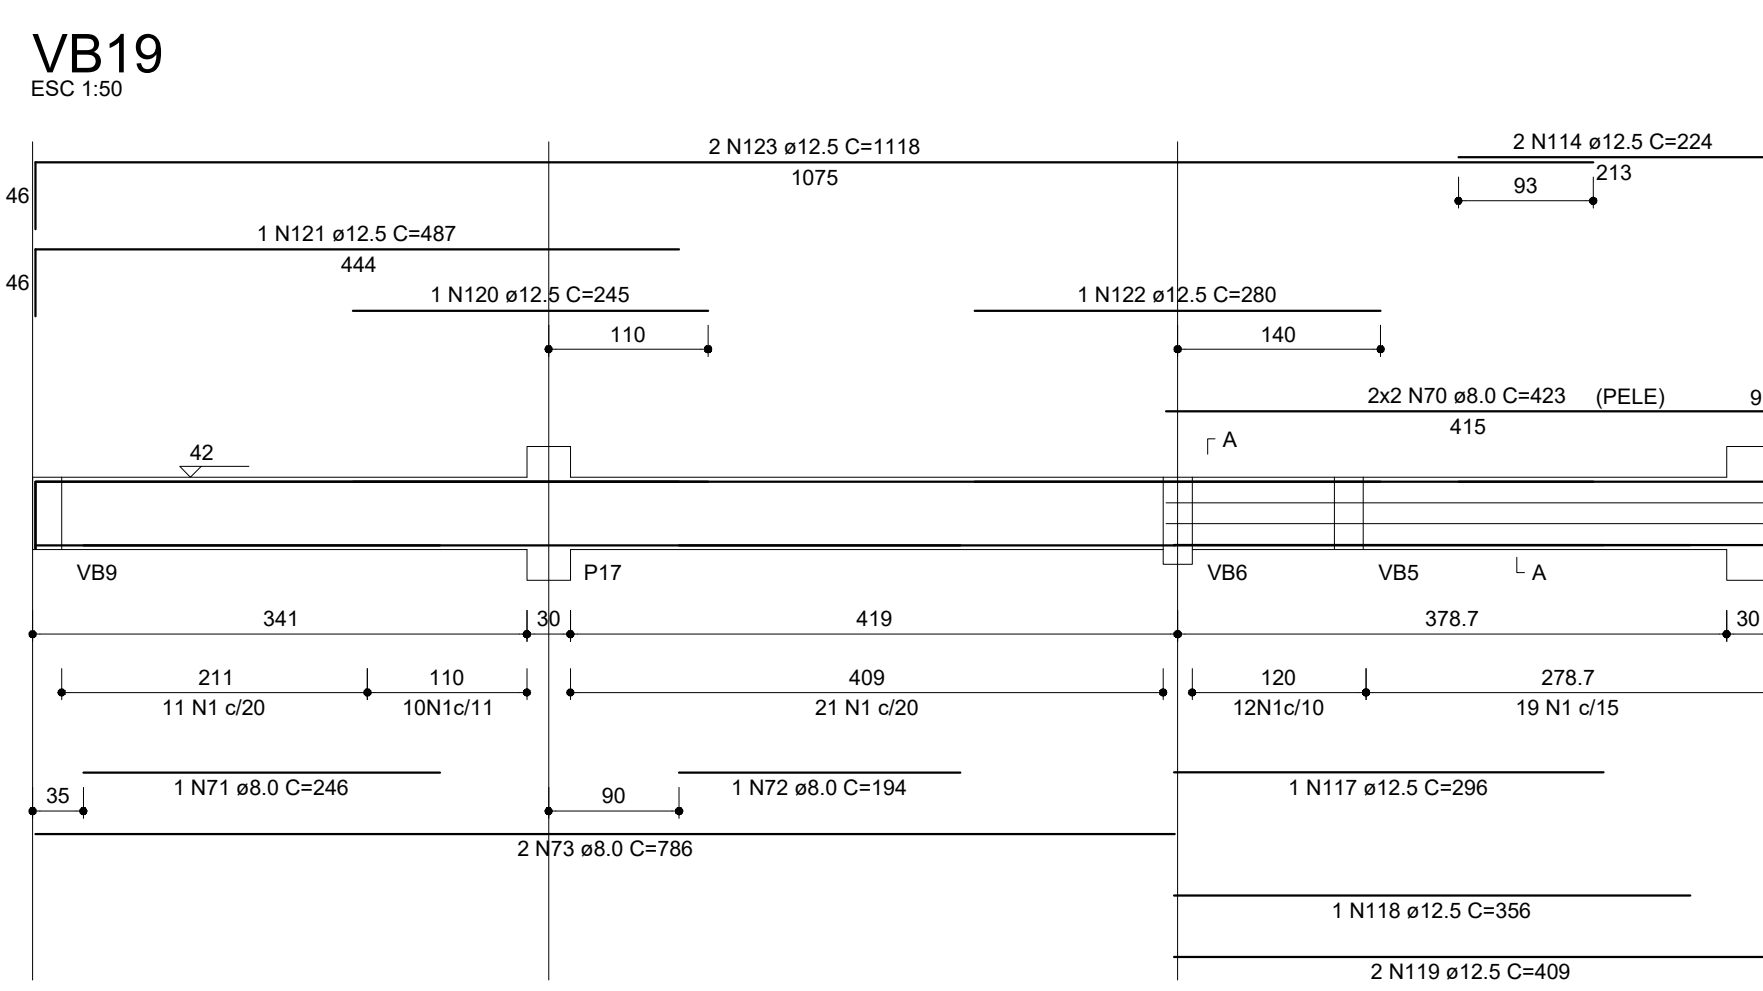 VB19
ESC 1:50
2 N123 ø12.5 C=1118
2 N114 ø12.5 C=224
1075
213
46
93
1 N121 ø12.5 C=487
444
46
1 N120 ø12.5 C=245
1 N122 ø12.5 C=280
110
140
2x2 N70 ø8.0 C=423 (PELE) 9
415
A
42
VB9
P17
VB6
VB5
A
341
30
419
378.7
30
211
110
409
120
278.7
11 N1 c/20
10N1c/11
21 N1 c/20
12N1c/10
19 N1 c/15
1 N71 ø8.0 C=246
1 N72 ø8.0 C=194
1 N117 ø12.5 C=296
35
90
2 N73 ø8.0 C=786
1 N118 ø12.5 C=356
2 N119 ø12.5 C=409